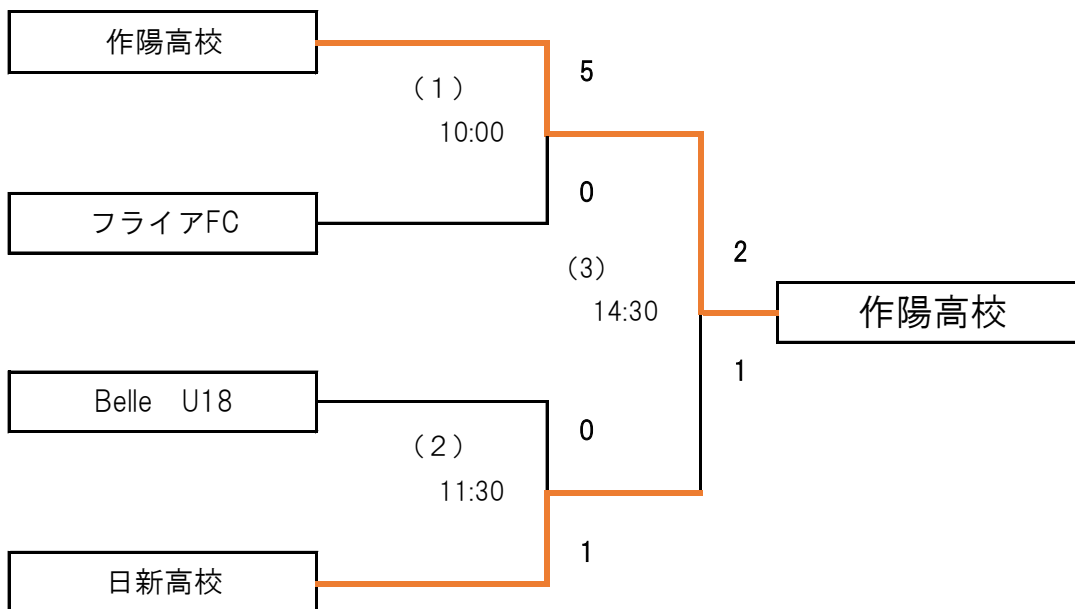 作陽高校
5
（１）
10:00
0
フライアFC
2
（3）
14:30
作陽高校
1
Belle　U18
0
（２）
11:30
1
日新高校